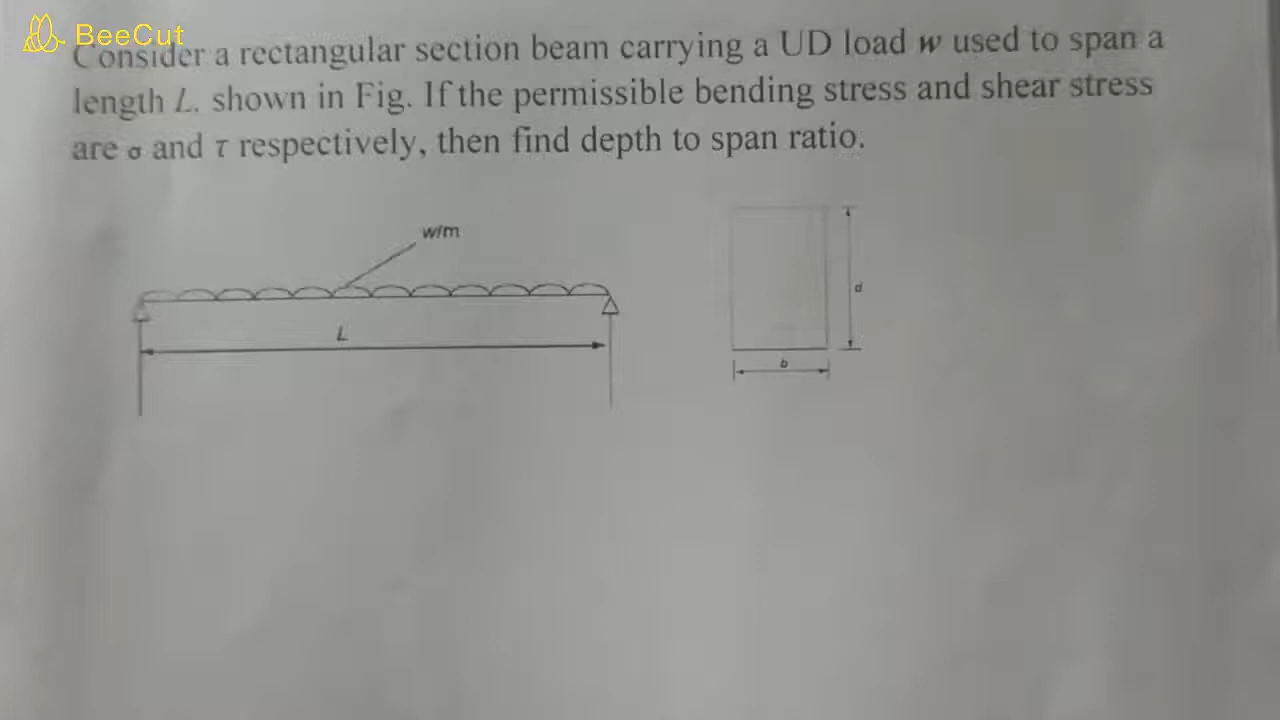 BeeCut
Consider a rectangular section beam carrying a UD load w used to span a
length L. shown in Fig. If the permissible bending stress and shear stress
are σ and τ respectively, then find depth to span ratio.
w/m
d
L
b